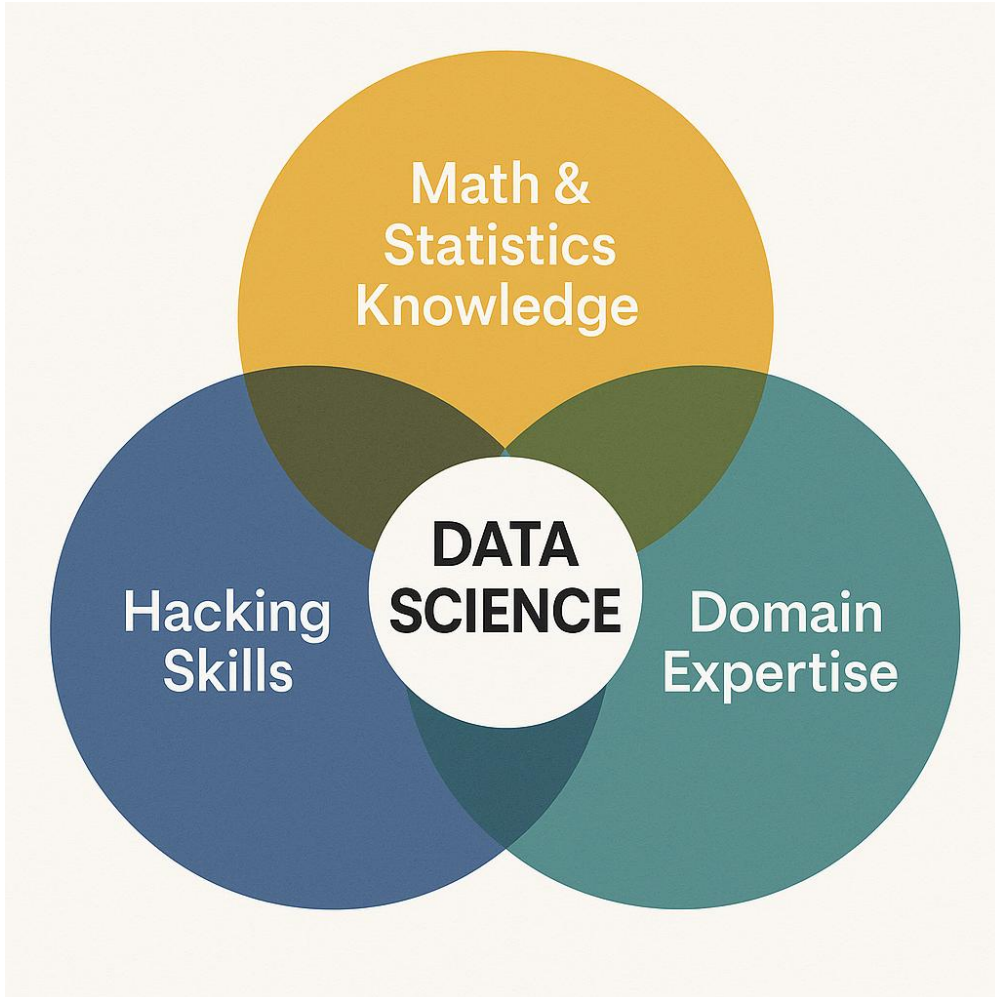 Math &
Statistics
Knowledge
DATA
SCIENCE
Hacking
Skills
Domain
Expertise